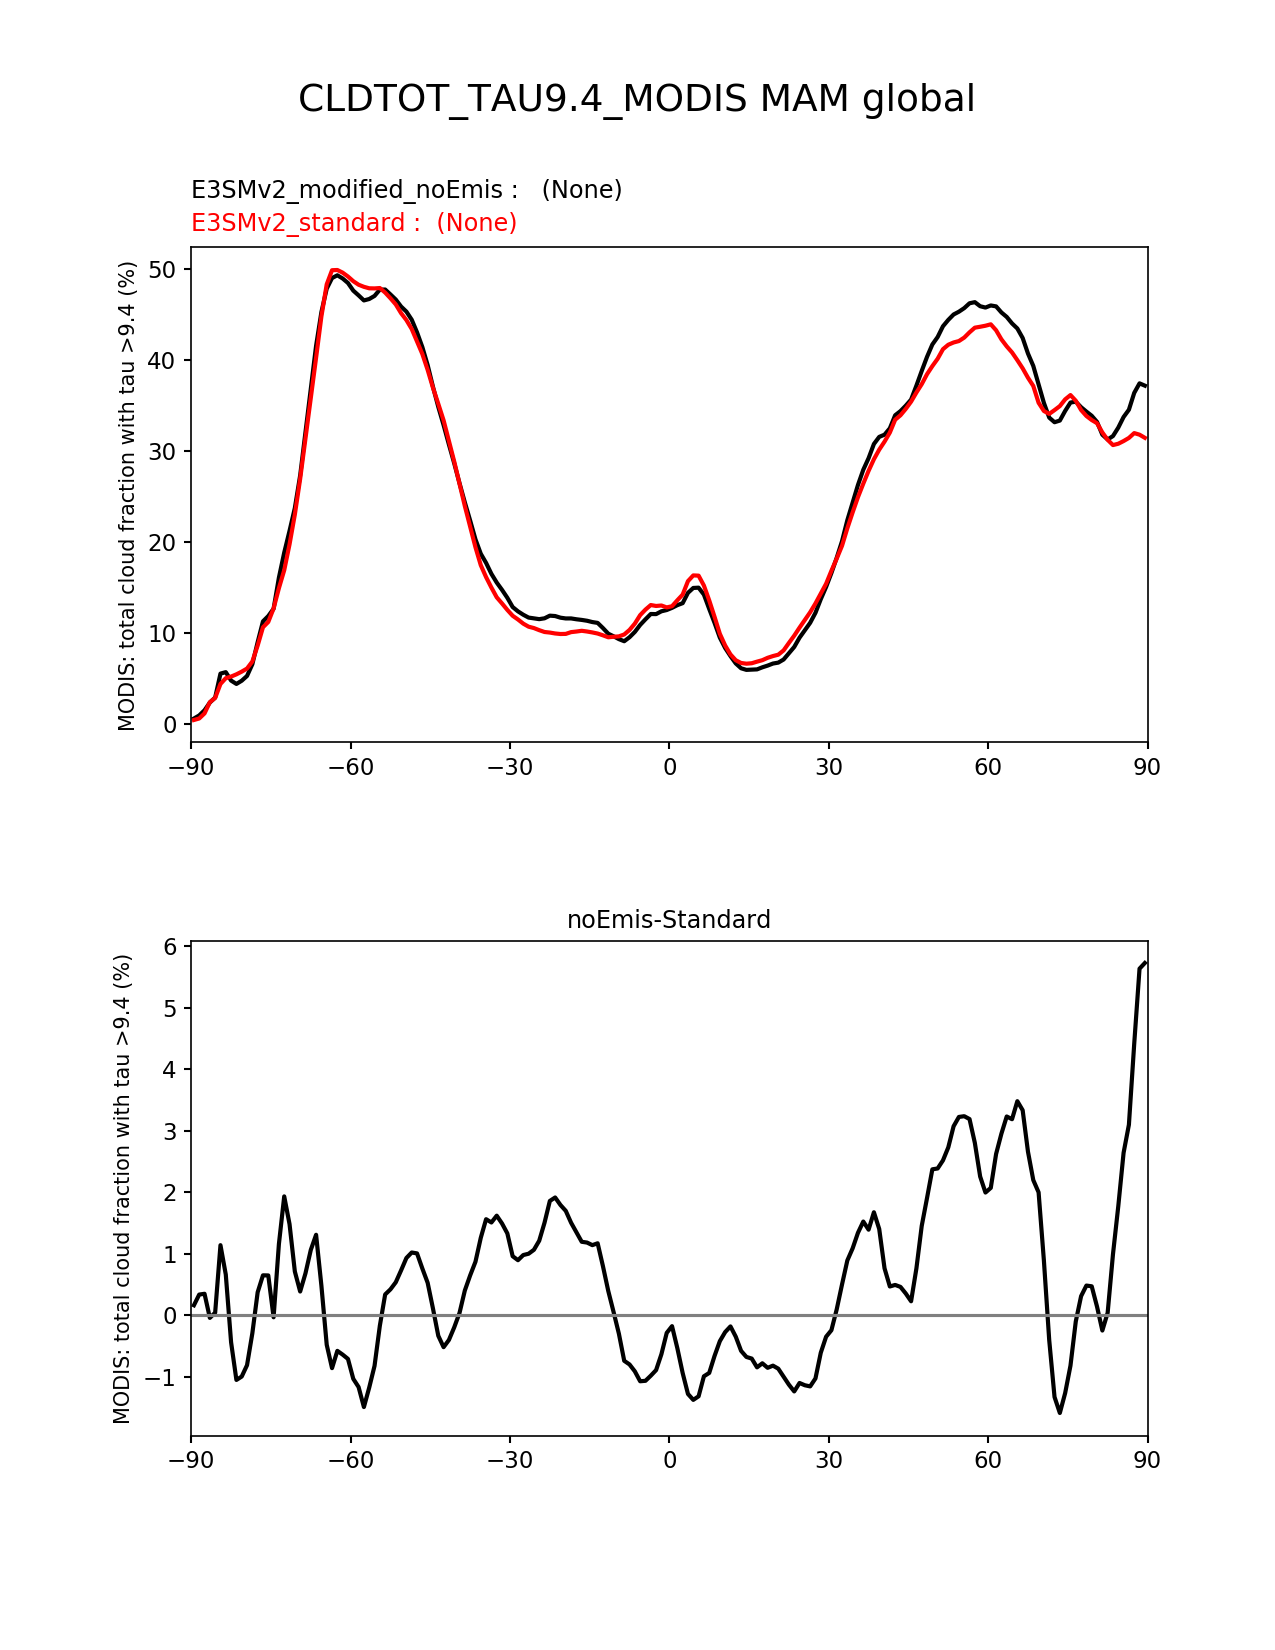 CLDTOT_TAU9.4_MODIS MAM global
E3SMv2_modified_noEmis :   (None)
E3SMv2_standard :  (None)
MODIS: total cloud fraction with tau >9.4 (%)
50
40
30
20
10
0
−90 −60 −30 0 30 60 90
noEmis-Standard
MODIS: total cloud fraction with tau >9.4 (%)
6
5
4
3
2
1
0
−1
−90 −60 −30 0 30 60 90